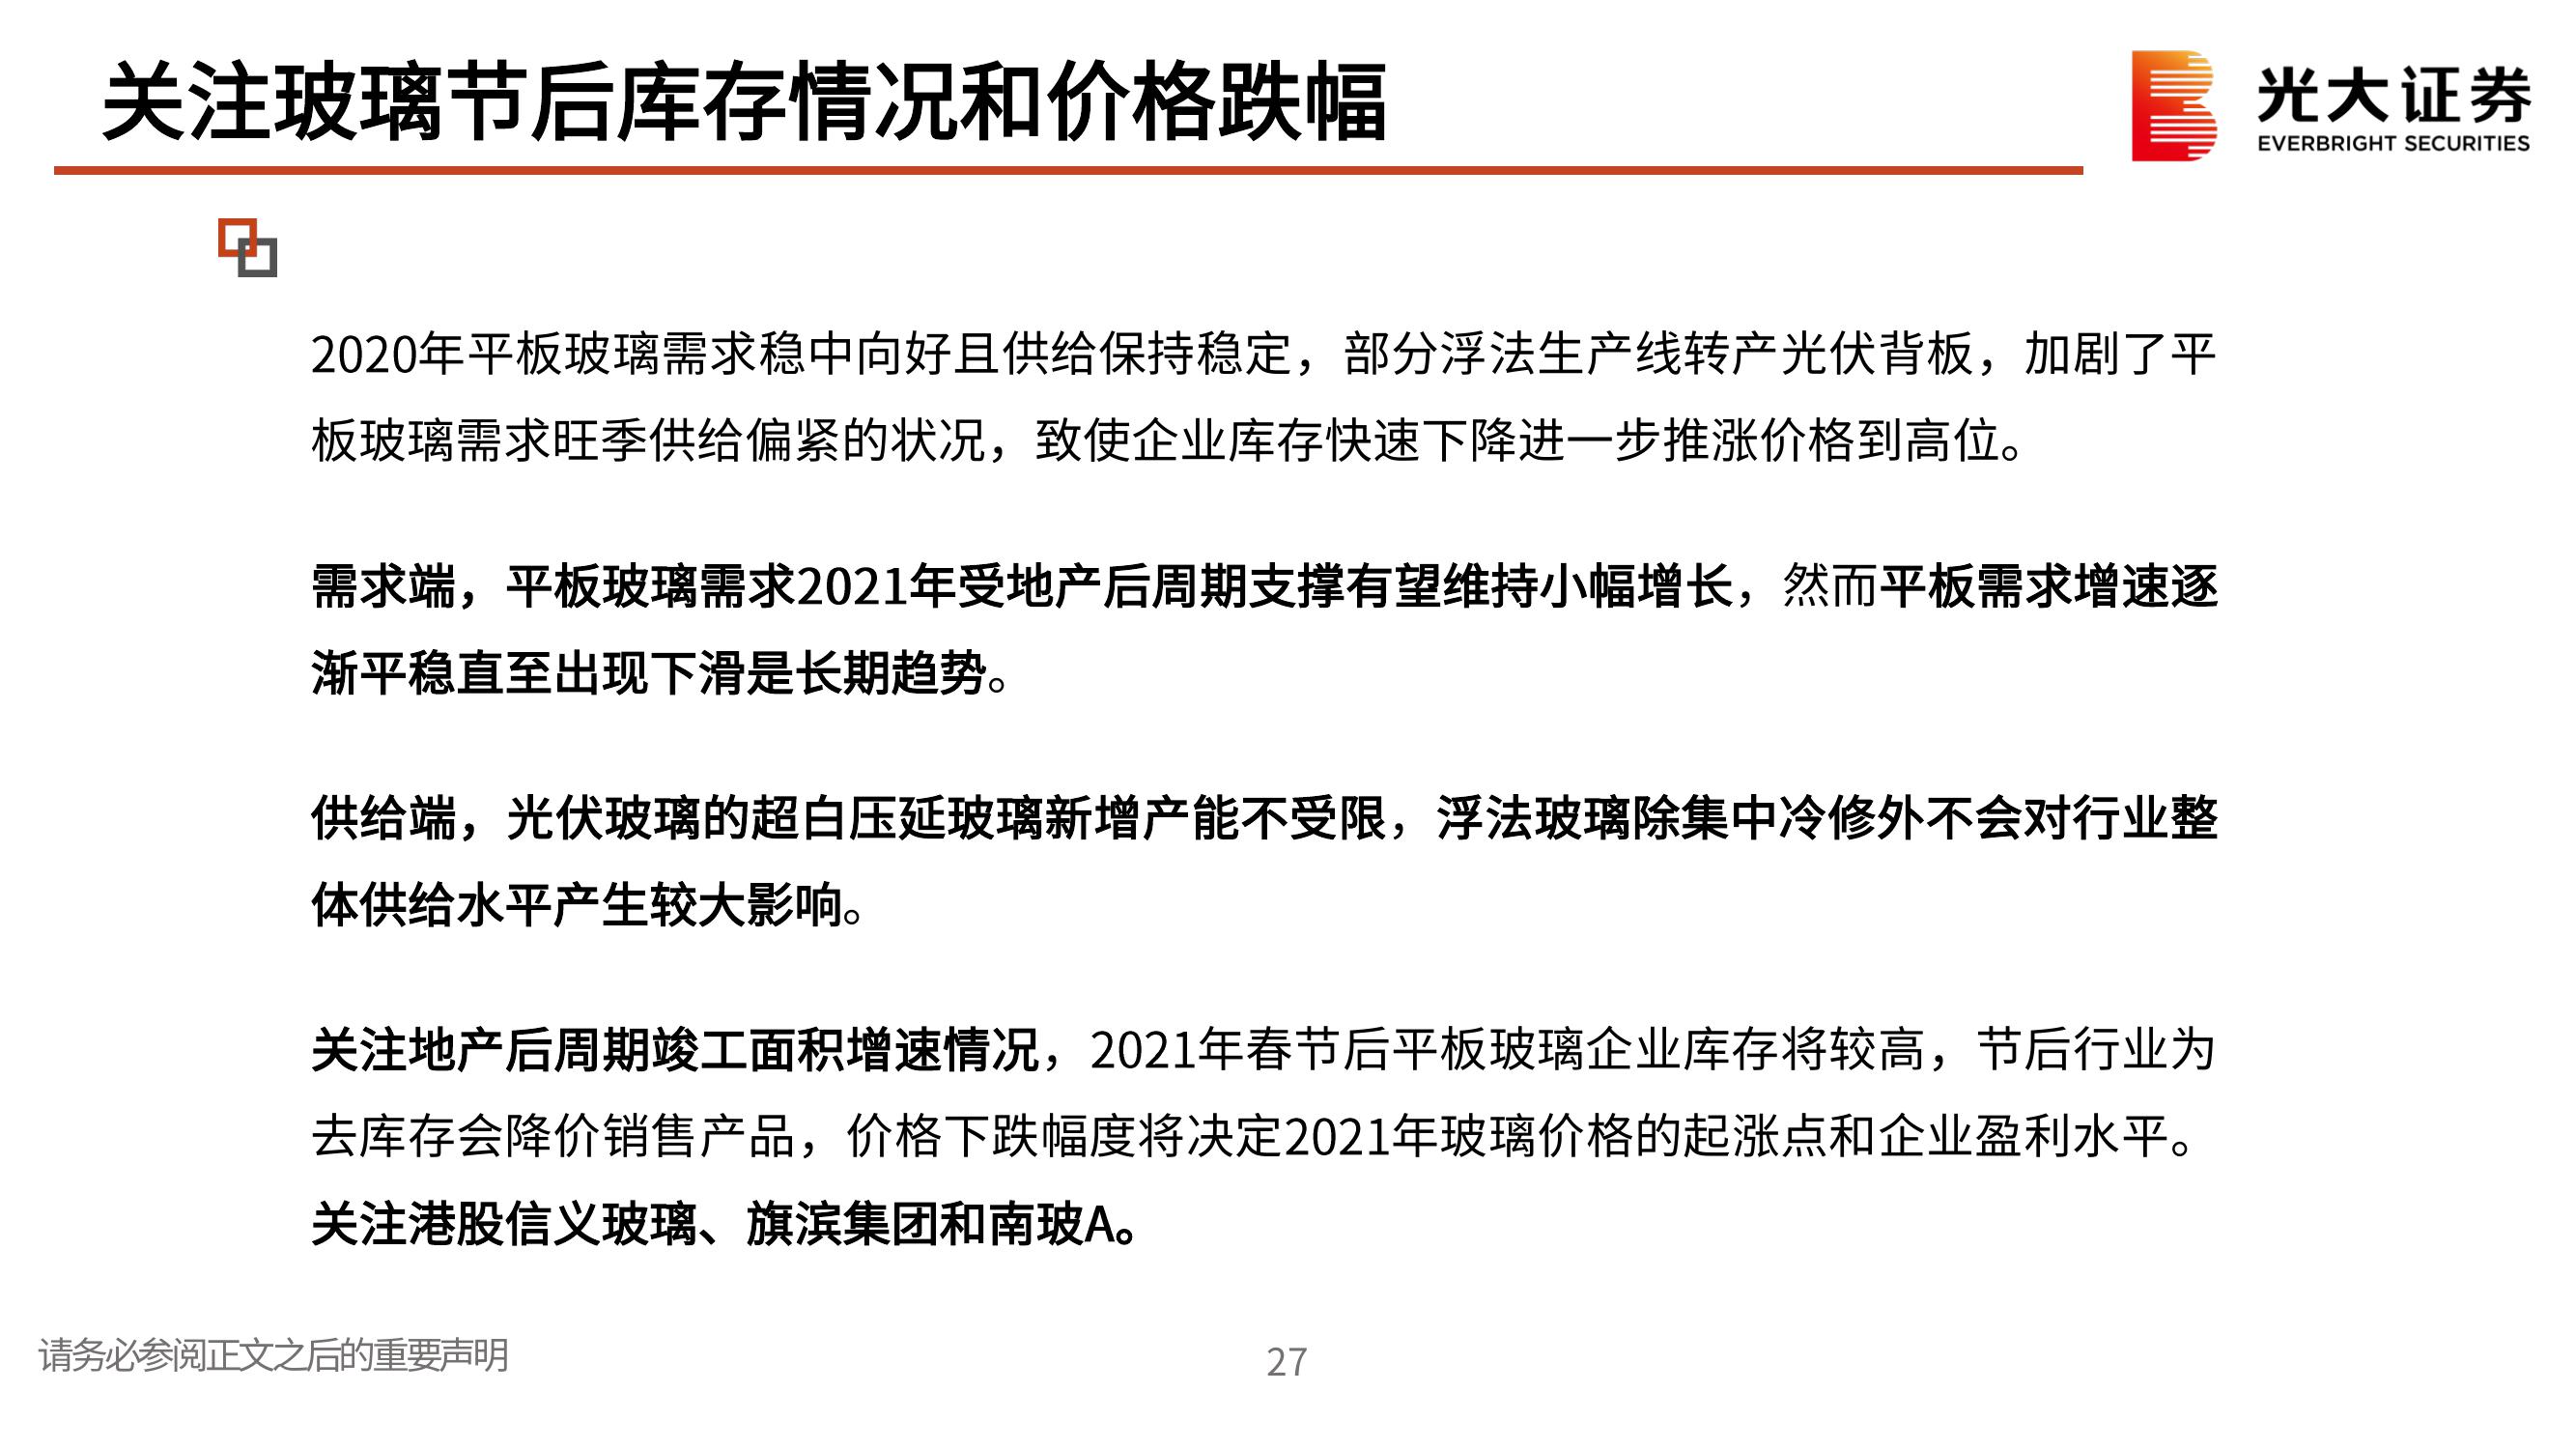 关注玻璃节后库存情况和价格跌幅
光大证券
EVERBRIGHT SECURITIES
2020年平板玻璃需求稳中向好且供给保持稳定，部分浮法生产线转产光伏背板，加剧了平
板玻璃需求旺季供给偏紧的状况，致使企业库存快速下降进一步推涨价格到高位。
需求端，平板玻璃需求2021年受地产后周期支撑有望维持小幅增长，然而平板需求增速逐
渐平稳直至出现下滑是长期趋势。
供给端，光伏玻璃的超白压延玻璃新增产能不受限，浮法玻璃除集中冷修外不会对行业整
体供给水平产生较大影响。
关注地产后周期竣工面积增速情况，2021年春节后平板玻璃企业库存将较高，节后行业为
去库存会降价销售产品，价格下跌幅度将决定2021年玻璃价格的起涨点和企业盈利水平。
关注港股信义玻璃、旗滨集团和南玻A。
请务必参阅正文之后的重要声明
27